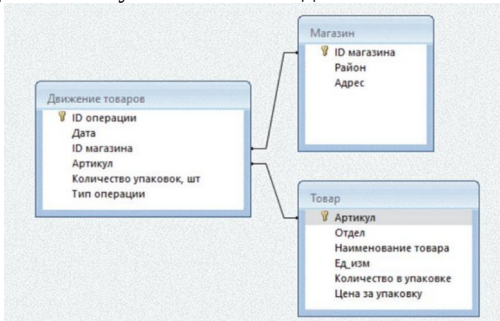 Магазин
ID магазина
Район
Адрес
Движение товаров
ID операции
Дата
ID магазина
Артикул
Количество упаковок, шт
Тип операции
Товар
Артикул
Отдел
Наименование товара
Ед_изм
Количество в упаковке
Цена за упаковку